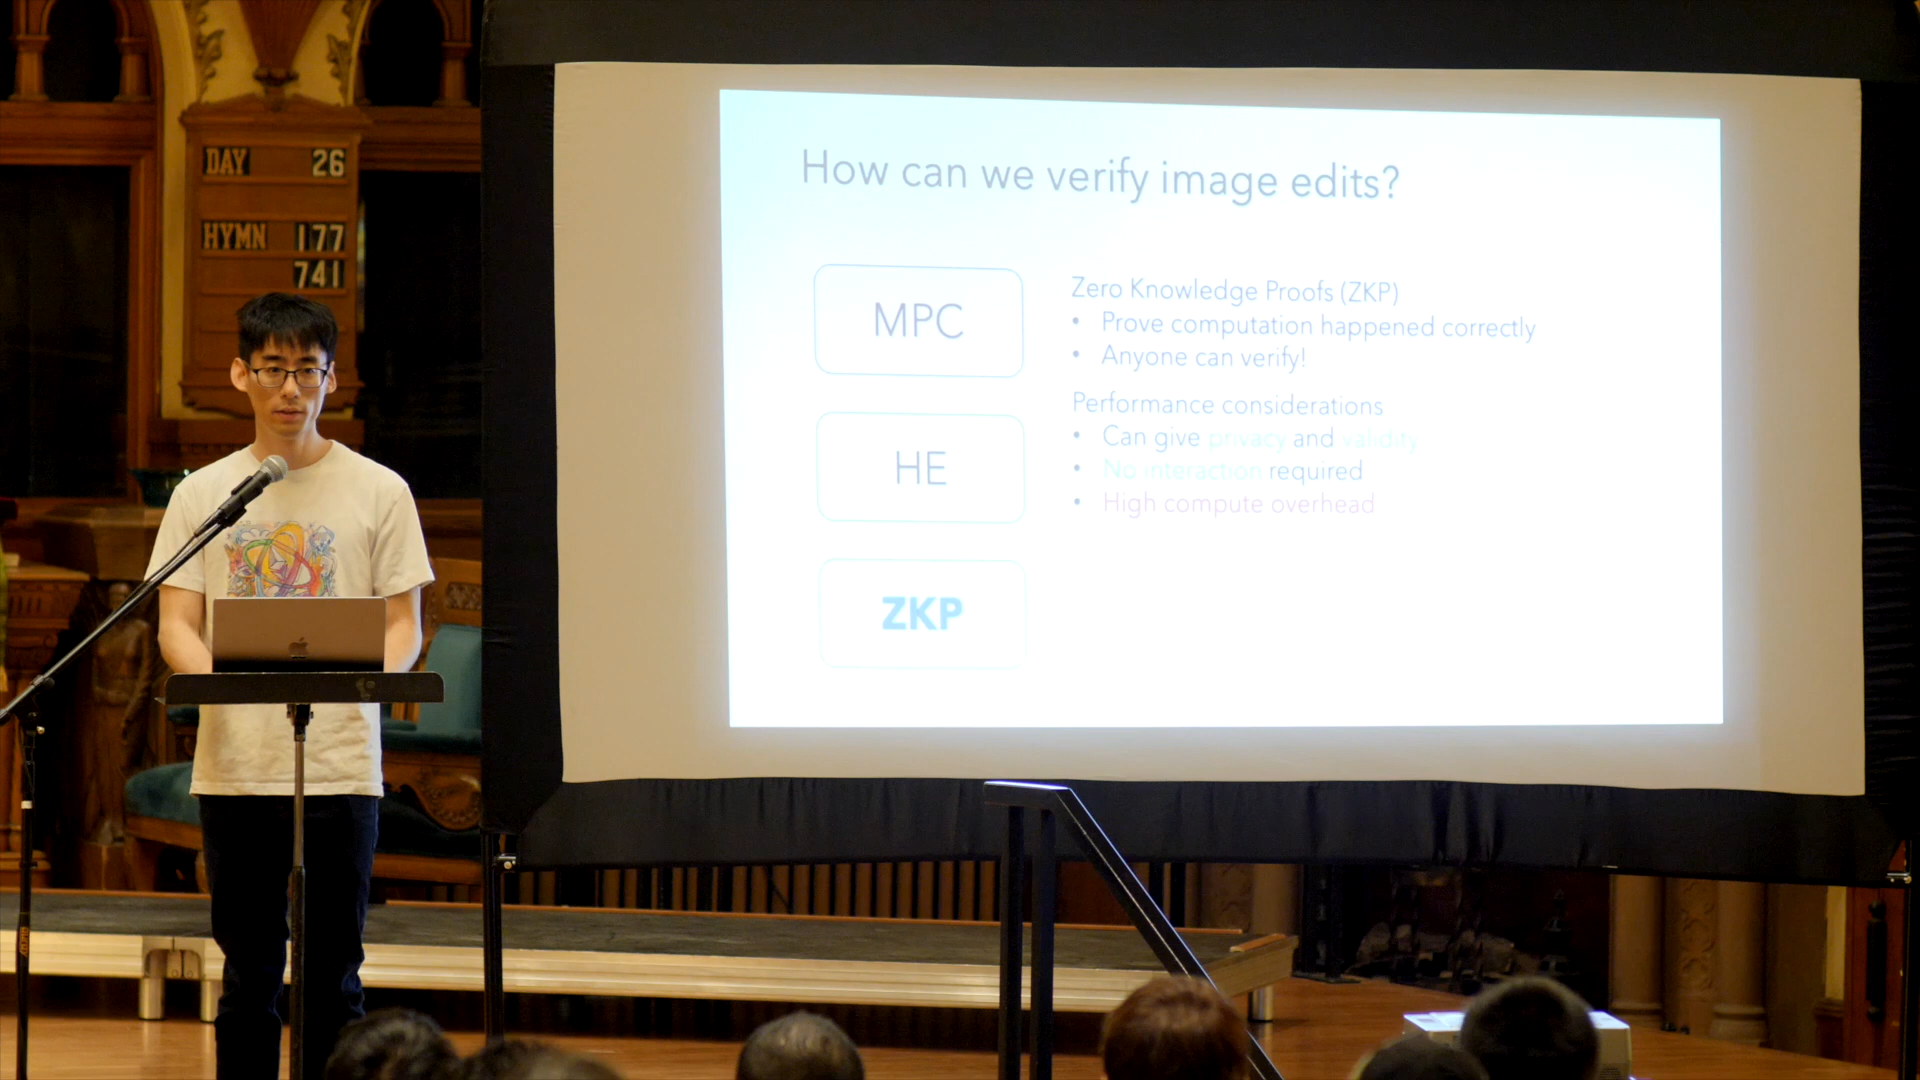 DAY 26
HYMN 177
741
How can we verify image edits?
MPC
HE
ZKP
Zero Knowledge Proofs (ZKP)
• Prove computation happened correctly
• Anyone can verify!
Performance considerations
• Can give privacy and validity
• No interaction required
• High compute overhead